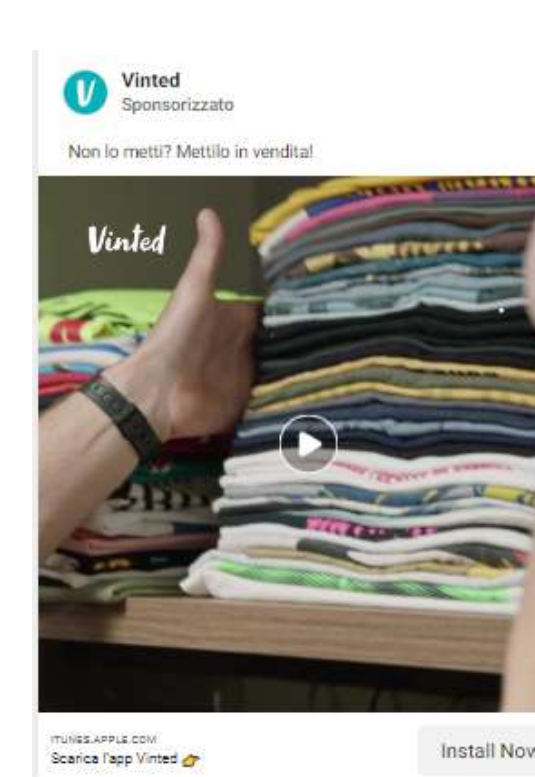 Vinted
Sponsorizzato
Non lo metti? Mettilo in vendita!
Vinted
ITUNES.APPLE.COM
Scarica l'app Vinted 👉
Install Now